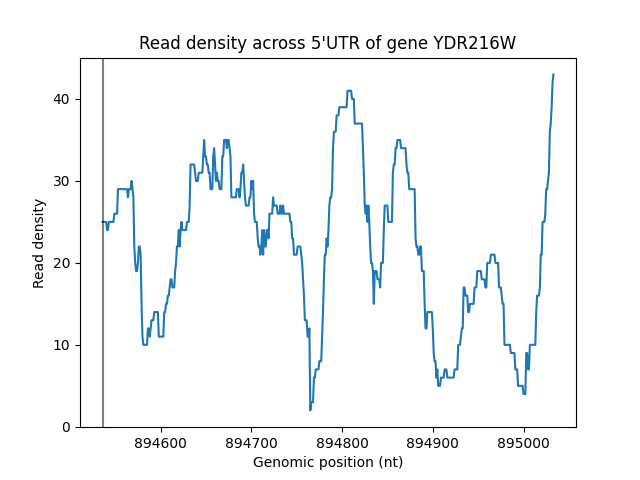 Read density across 5'UTR of gene YDR216W
Read density
40
30
20
10
0
894600 894700 894800 894900 895000
Genomic position (nt)